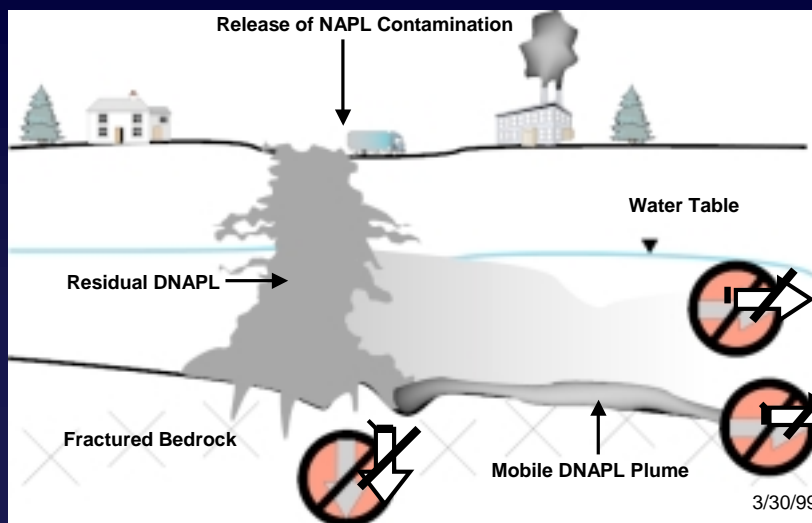 Release of NAPL Contamination
Water Table
Residual DNAPL
Fractured Bedrock
Mobile DNAPL Plume
3/30/99